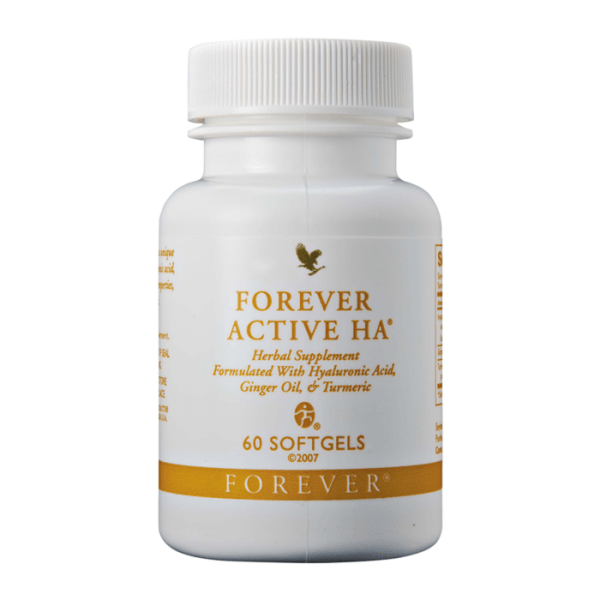 FOREVER
ACTIVE HA®
Herbal Supplement
Formulated With Hyaluronic Acid,
Ginger Oil, & Turmeric
®
60 SOFTGELS
©2007
FOREVER®